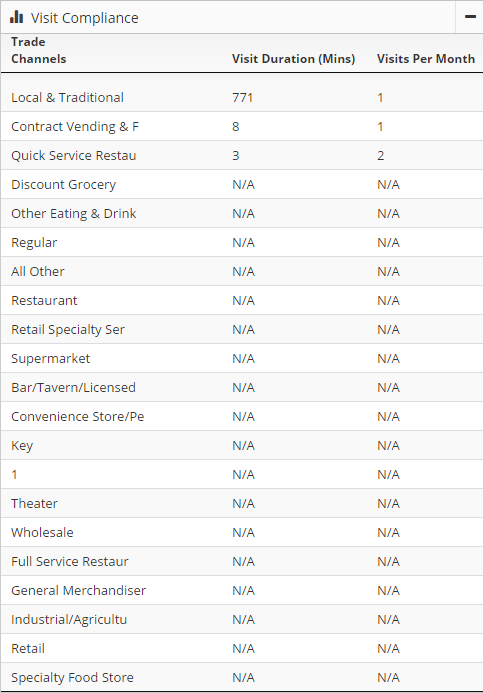 Visit Compliance
Trade
Channels Visit Duration (Mins) Visits Per Month
Local & Traditional 771 1
Contract Vending & F 8 1
Quick Service Restau 3 2
Discount Grocery N/A N/A
Other Eating & Drink N/A N/A
Regular N/A N/A
All Other N/A N/A
Restaurant N/A N/A
Retail Specialty Ser N/A N/A
Supermarket N/A N/A
Bar/Tavern/Licensed N/A N/A
Convenience Store/Pe N/A N/A
Key N/A N/A
1 N/A N/A
Theater N/A N/A
Wholesale N/A N/A
Full Service Restaur N/A N/A
General Merchandiser N/A N/A
Industrial/Agricultu N/A N/A
Retail N/A N/A
Specialty Food Store N/A N/A